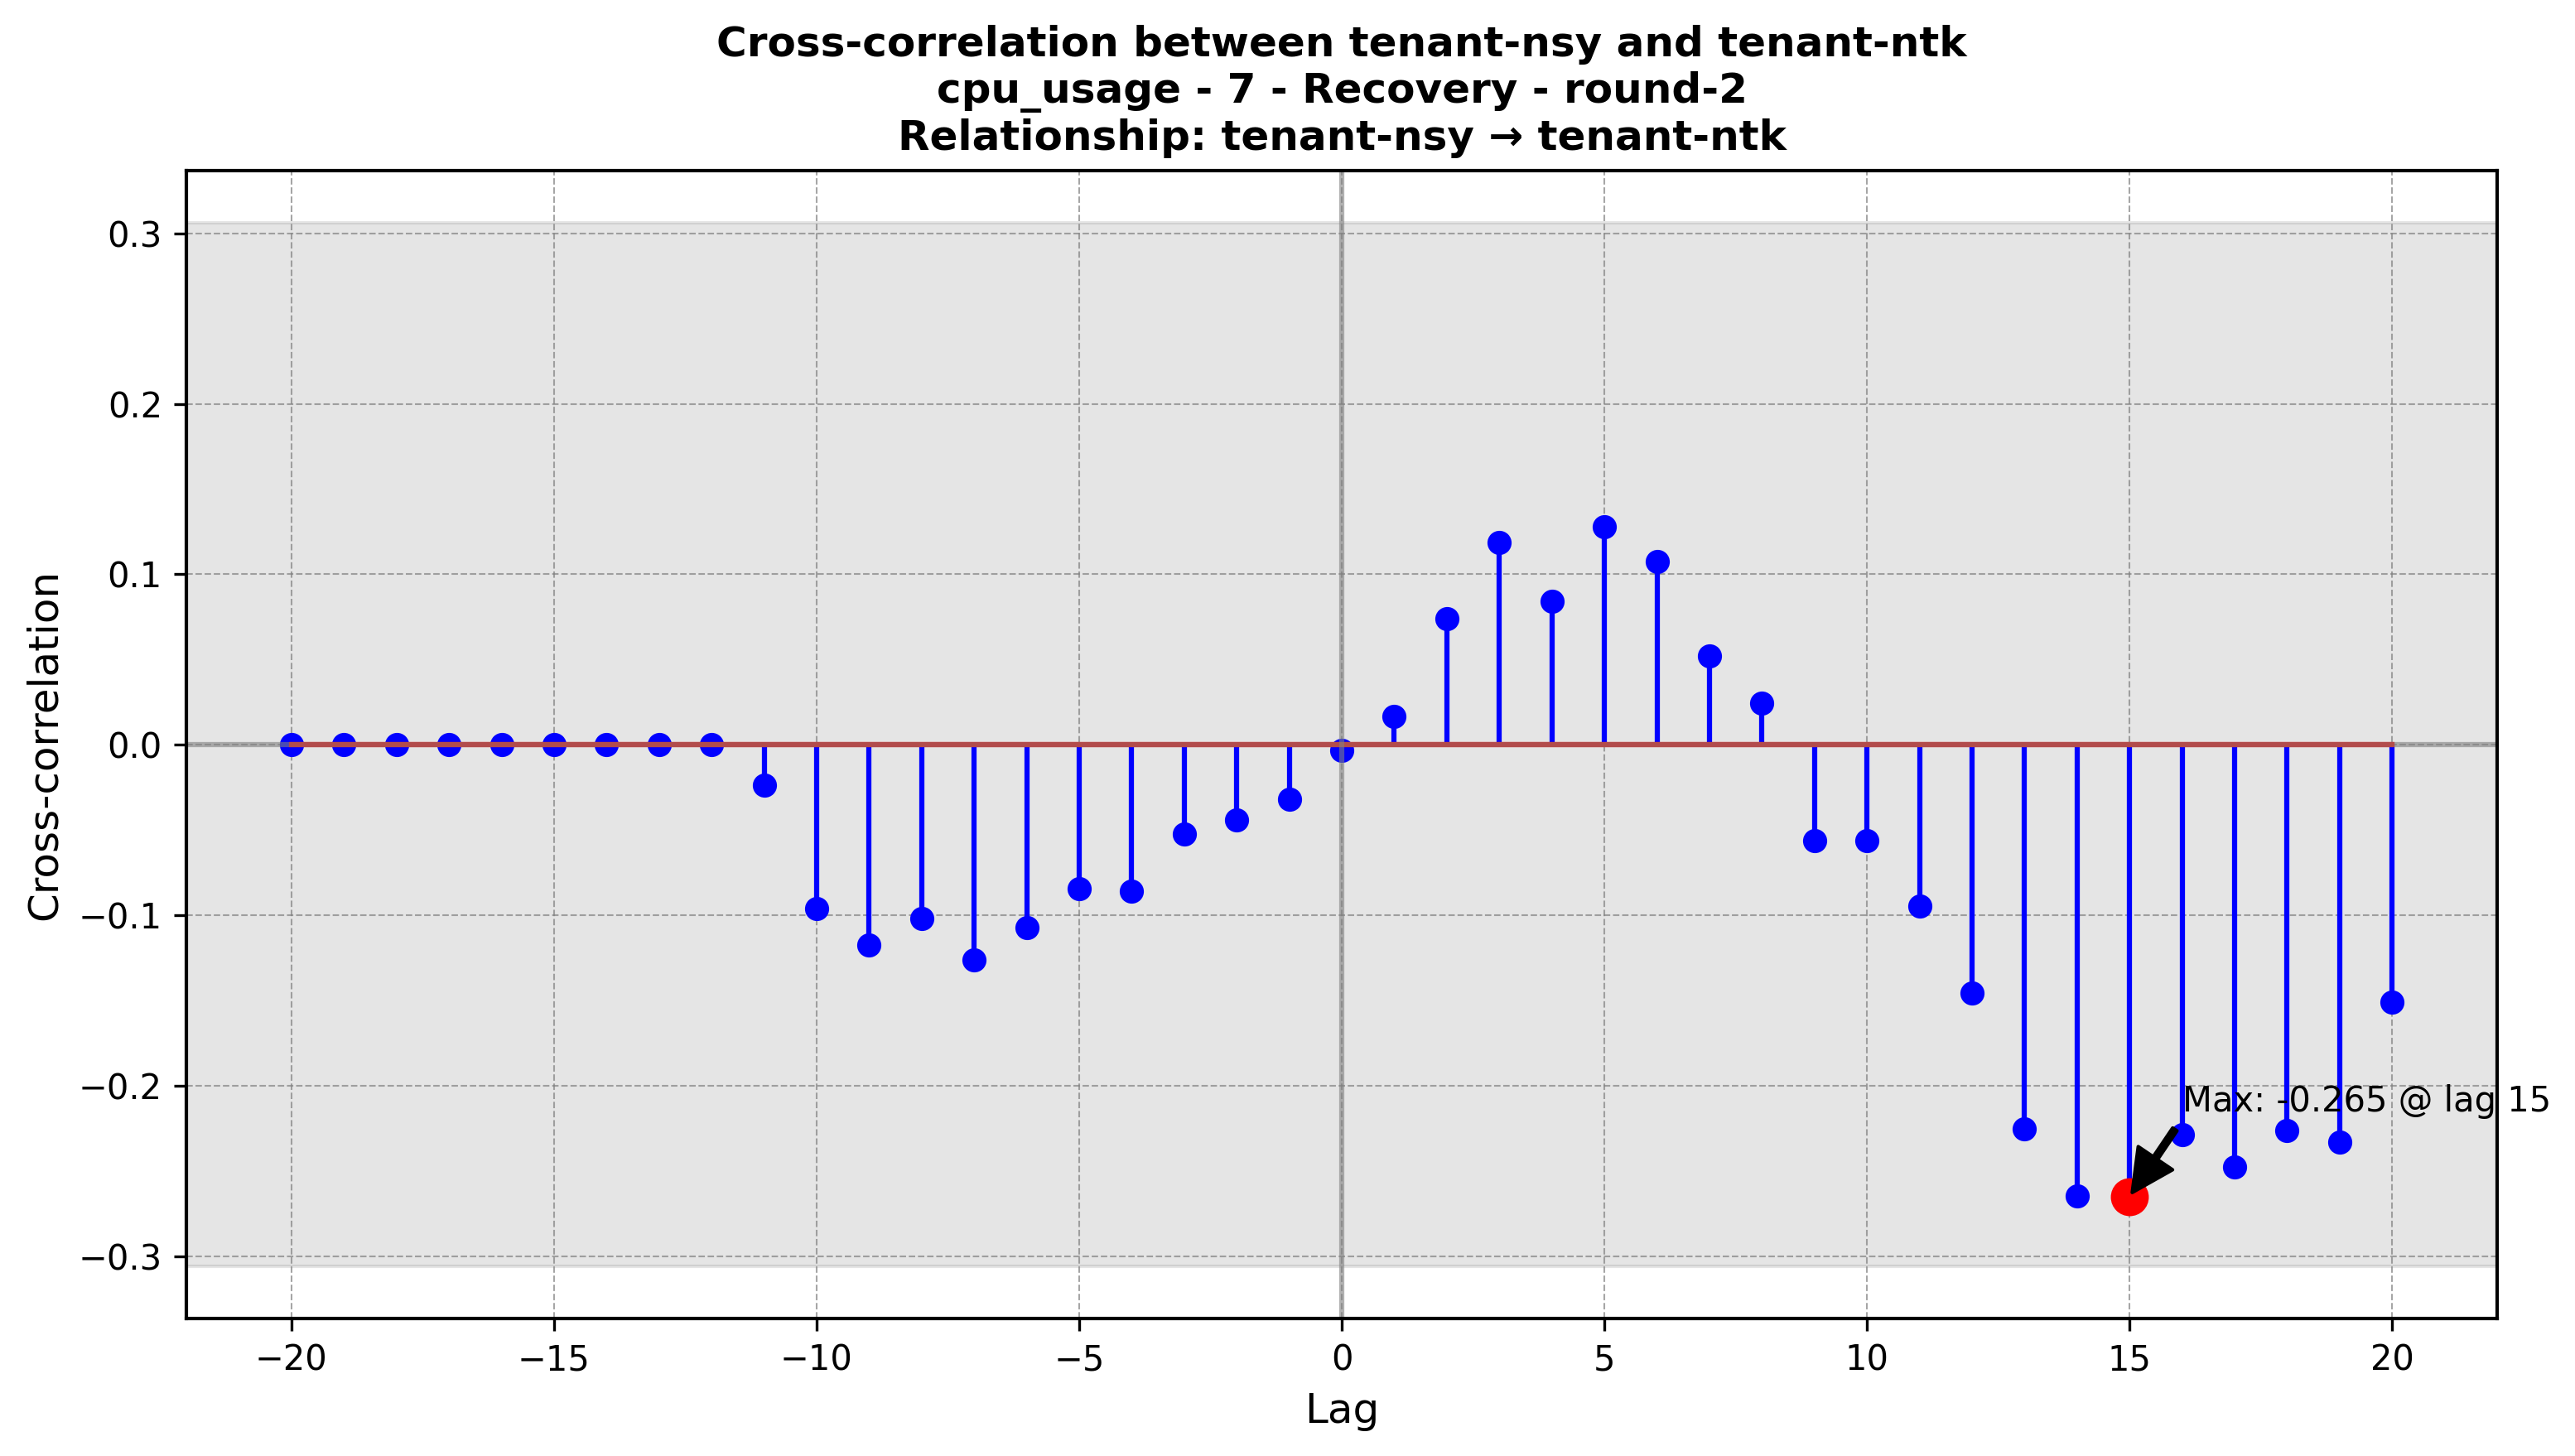 Cross-correlation between tenant-nsy and tenant-ntk
cpu_usage - 7 - Recovery - round-2
Relationship: tenant-nsy → tenant-ntk
Cross-correlation
0.3
0.2
0.1
0.0
−0.1
−0.2
−0.3
Max: -0.265 @ lag 15
−20
−15
−10
−5
0
5
10
15
20
Lag